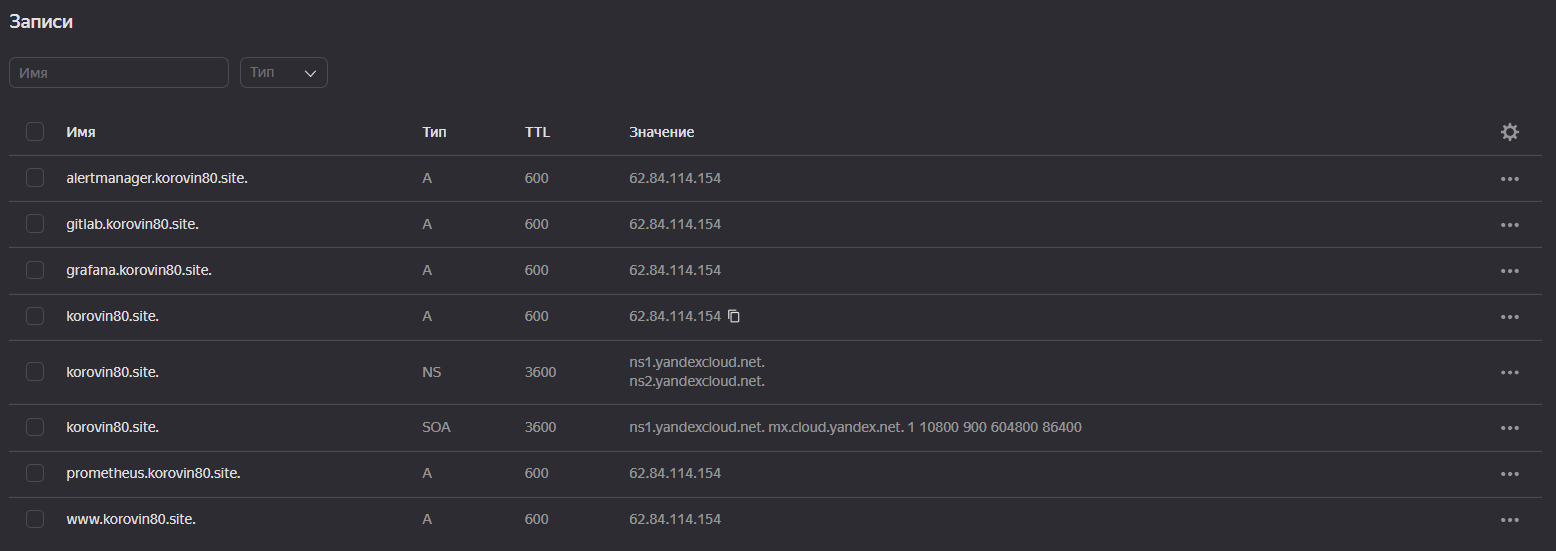 Записи
Имя Тип
Имя Тип TTL Значение
alertmanager.korovin80.site. A 600 62.84.114.154
gitlab.korovin80.site. A 600 62.84.114.154
grafana.korovin80.site. A 600 62.84.114.154
korovin80.site. A 600 62.84.114.154
korovin80.site. NS 3600 ns1.yandexcloud.net.
ns2.yandexcloud.net.
korovin80.site. SOA 3600 ns1.yandexcloud.net. mx.cloud.yandex.net. 1 10800 900 604800 86400
prometheus.korovin80.site. A 600 62.84.114.154
www.korovin80.site. A 600 62.84.114.154